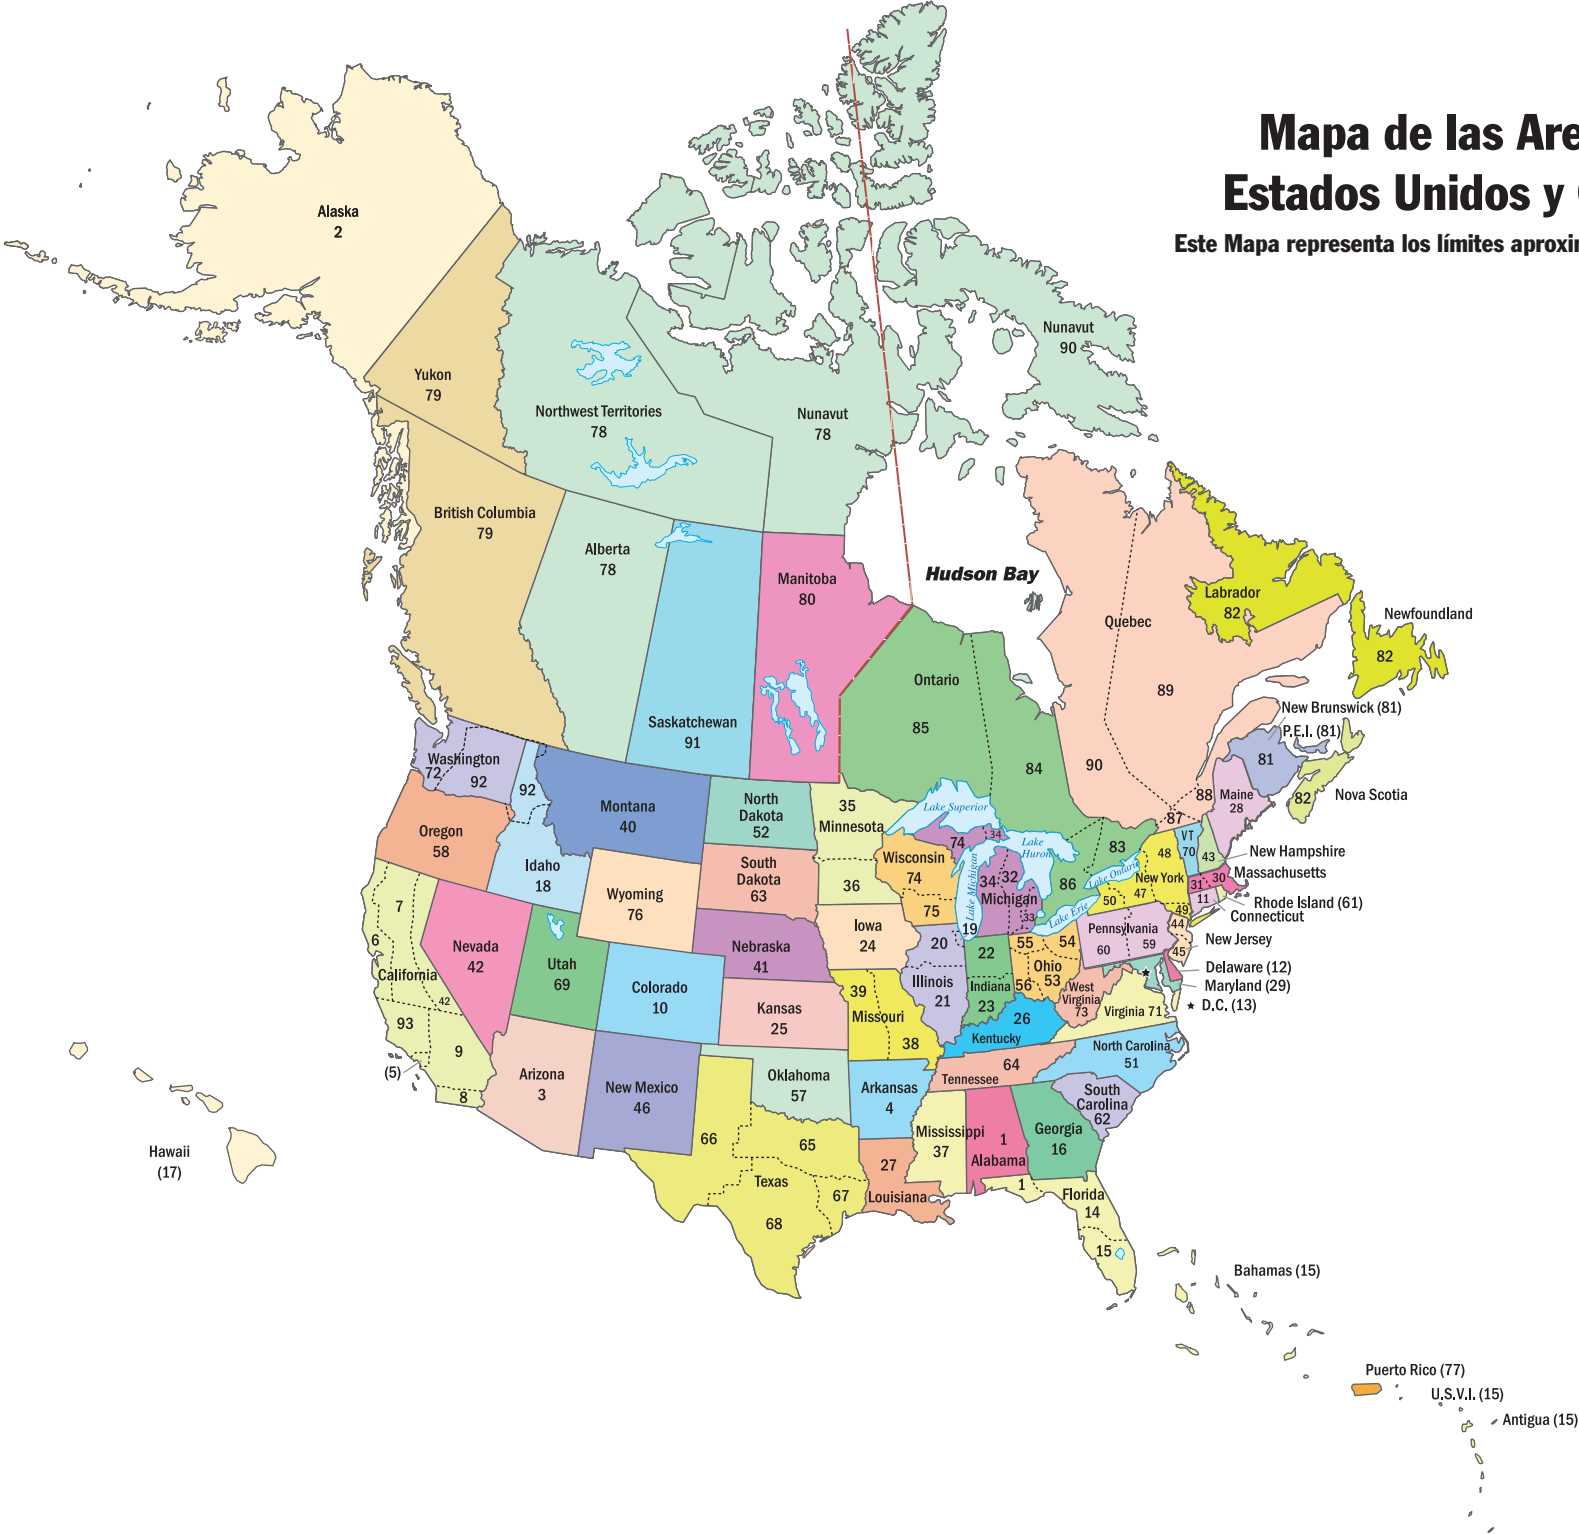 Mapa de las Are
Estados Unidos y
Este Mapa representa los límites aproxi
Alaska
2
Yukon
79
Northwest Territories
78
Nunavut
78
Nunavut
90
British Columbia
79
Alberta
78
Saskatchewan
91
Manitoba
80
Hudson Bay
Ontario
85
84
83
86
Quebec
89
90
88
87
Labrador
82
Newfoundland
82
New Brunswick (81)
P.E.I. (81)
81
82
Nova Scotia
Maine
28
Washington
72
92
92
Oregon
58
Idaho
18
Montana
40
North
Dakota
52
South
Dakota
63
Wyoming
76
Nebraska
41
35
Minnesota
36
Lake Superior
Lake
Huron
Lake Michigan
Lake Ontario
Lake Erie
Wisconsin
74
75
74
34
34
32
Michigan
33
19
VT
70
43
New Hampshire
48
New York
47
50
49
31
30
Massachusetts
11
Rhode Island (61)
Connecticut
44
New Jersey
45
Pennsylvania
60
59
Delaware (12)
Maryland (29)
★ D.C. (13)
★
7
6
California
42
93
9
(5)
8
Nevada
42
Utah
69
Colorado
10
Kansas
25
Iowa
24
39
Missouri
38
20
Illinois
21
22
Indiana
23
55
54
Ohio
56
53
West
Virginia
73
Virginia 71
26
Kentucky
64
Tennessee
North Carolina
51
South
Carolina
62
Arizona
3
New Mexico
46
Oklahoma
57
Arkansas
4
Mississippi
37
1
Alabama
Georgia
16
66
65
Texas
67
68
27
Louisiana
1
Florida
14
15
Hawaii
(17)
Bahamas (15)
Puerto Rico (77)
U.S.V.I. (15)
Antigua (15)